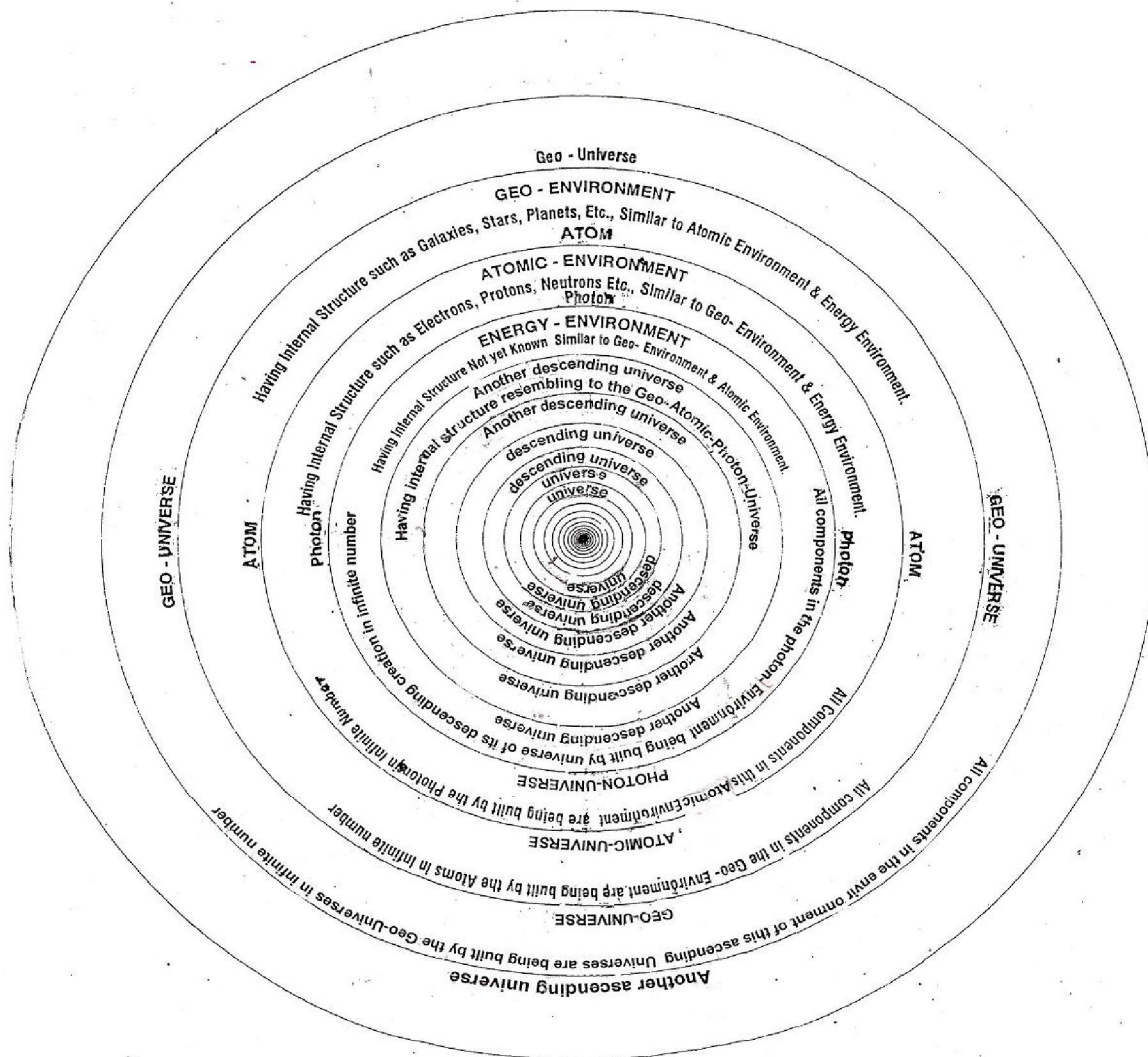 Geo - Universe
GEO - ENVIRONMENT
Having Internal Structure such as Galaxies, Stars, Planets, Etc., Similar to Atomic Environment & Energy Environment.
ATOM
ATOMIC - ENVIRONMENT
Having Internal Structure such as Electrons, Protons, Neutrons Etc., Similar to Geo- Environment & Energy Environment.
Photon
ENERGY - ENVIRONMENT
Having Internal Structure Not yet Known Similar to Geo- Environment & Atomic Environment
Another descending universe
Having internal structure resembling to the Geo-Atomic-Photon-Universe
Another descending universe
descending universe
descending universe
universe
universe
GEO - UNIVERSE
ATOM
Photon
Photon
ATOM
GEO - UNIVERSE
universe
descending universe
descending universe
Another descending universe
Another descending universe
Another descending universe
Another descending universe
All components in the photon- Environment being built by universe of its descending creation in infinite number
PHOTON-UNIVERSE
All Components in this Atomic Environment are being built by the Photons in Infinite Number
ATOMIC-UNIVERSE
All components in the Geo - Environment are being built by the Atoms in Infinite number
GEO-UNIVERSE
All components in the envir onment of this ascending Universes are being built by the Geo-Universes in Infinite number
Another ascending universe